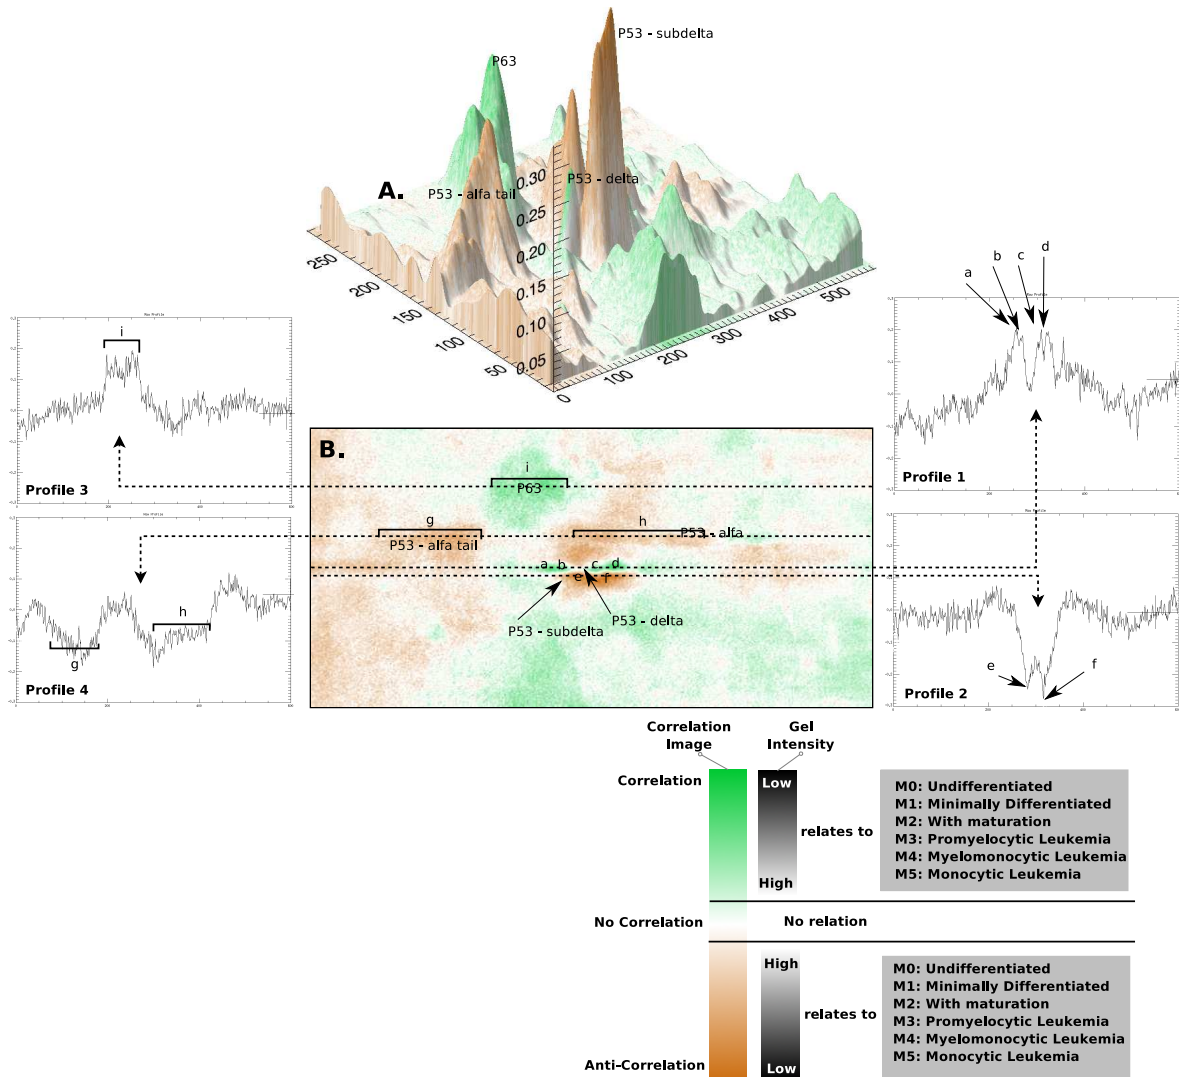 P53 - subdelta
P63
A.
P53 - alfa tail
P53 - delta
0.30
0.25
0.20
0.15
0.10
0.05
250
200
150
100
50
0
100
200
300
400
500
i
Profile 3
a
b
c
d
Profile 1
g
h
Profile 4
e
f
Profile 2
B.
i
P63
g
h
P53 - alfa tail
P53 - alfa
a
b
c
d
e
f
P53 - subdelta
P53 - delta
Correlation
Image
Gel
Intensity
Correlation
Low
High
relates to
M0: Undifferentiated
M1: Minimally Differentiated
M2: With maturation
M3: Promyelocytic Leukemia
M4: Myelomonocytic Leukemia
M5: Monocytic Leukemia
No Correlation
No relation
High
Low
relates to
M0: Undifferentiated
M1: Minimally Differentiated
M2: With maturation
M3: Promyelocytic Leukemia
M4: Myelomonocytic Leukemia
M5: Monocytic Leukemia
Anti-Correlation